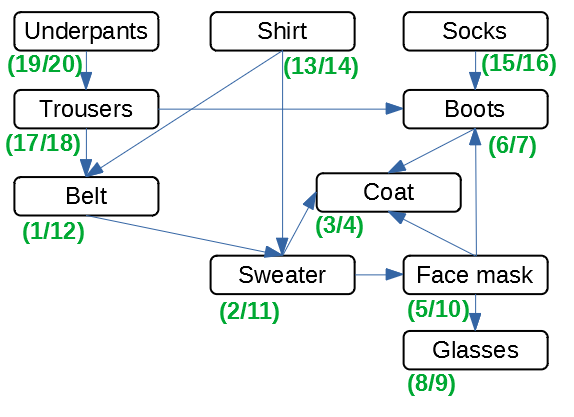 Underpants
Shirt
Socks
(19/20)
(13/14)
(15/16)
Trousers
Boots
(17/18)
(6/7)
Belt
Coat
(1/12)
(3/4)
Sweater
Face mask
(2/11)
(5/10)
Glasses
(8/9)